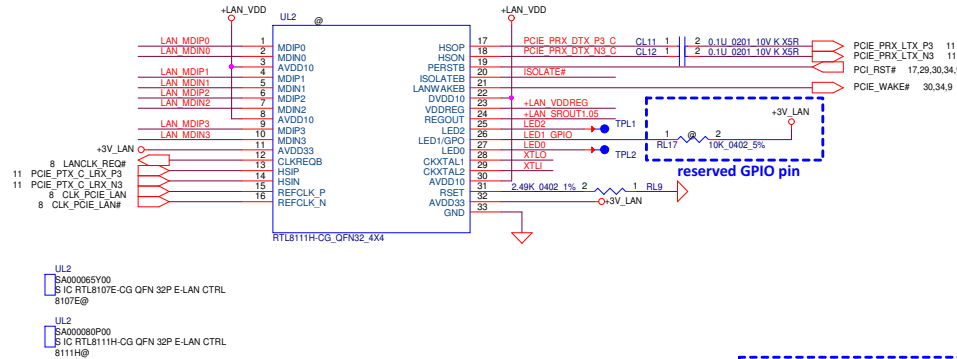 +LAN_VDD
+LAN_VDD
UL2
@
LAN_MDIP0 1 MDIP0
LAN_MDIN0 2 MDIN0
3 AVDD10
LAN_MDIP1 4 MDIP1
LAN_MDIN1 5 MDIN1
LAN_MDIP2 6 MDIP2
LAN_MDIN2 7 MDIN2
8 AVDD10
LAN_MDIP3 9 MDIP3
LAN_MDIN3 10 MDIN3
+3V_LAN 11 AVDD33
8 LANCLK_REQ# 12 CLKREQB
11 PCIE_PTX_C_LRX_P3 13 HSIP
11 PCIE_PTX_C_LRX_N3 14 HSIN
8 CLK_PCIE_LAN 15 REFCLK_P
8 CLK_PCIE_LAN# 16 REFCLK_N
HSOP 17 PCIE_PRX_DTX_P3_C CL11 1 2 0.1U_0201_10V K X5R PCIE_PRX_LTX_P3 11
HSON 18 PCIE_PRX_DTX_N3_C CL12 1 2 0.1U_0201_10V K X5R PCIE_PRX_LTX_N3 11
PERSTB 19 PCI_RST# 17,29,30,34,
ISOLATEB 20 ISOLATE#
LANWAKEB 21 PCIE_WAKE# 30,34,9
DVDD10 22
VDDREG 23 +LAN_VDDREG
REGOUT 24 +LAN_SROUT1.05
LED2 25 LED2 TPL1
LED1/GPO 26 LED1_GPIO
LED0 27 LED0 TPL2
CKXTAL1 28 XTLO
CKXTAL2 29 XTLI
AVDD10 30
RSET 31 2.49K_0402_1% 2 1 RL9
AVDD33 32 +3V_LAN
GND 33
+3V_LAN
1 @ 2
RL17 10K_0402_5%
reserved GPIO pin
RTL8111H-CG_QFN32_4X4
UL2
SA000065Y00
S IC RTL8107E-CG QFN 32P E-LAN CTRL
8107E@
UL2
SA000080P00
S IC RTL8111H-CG QFN 32P E-LAN CTRL
8111H@